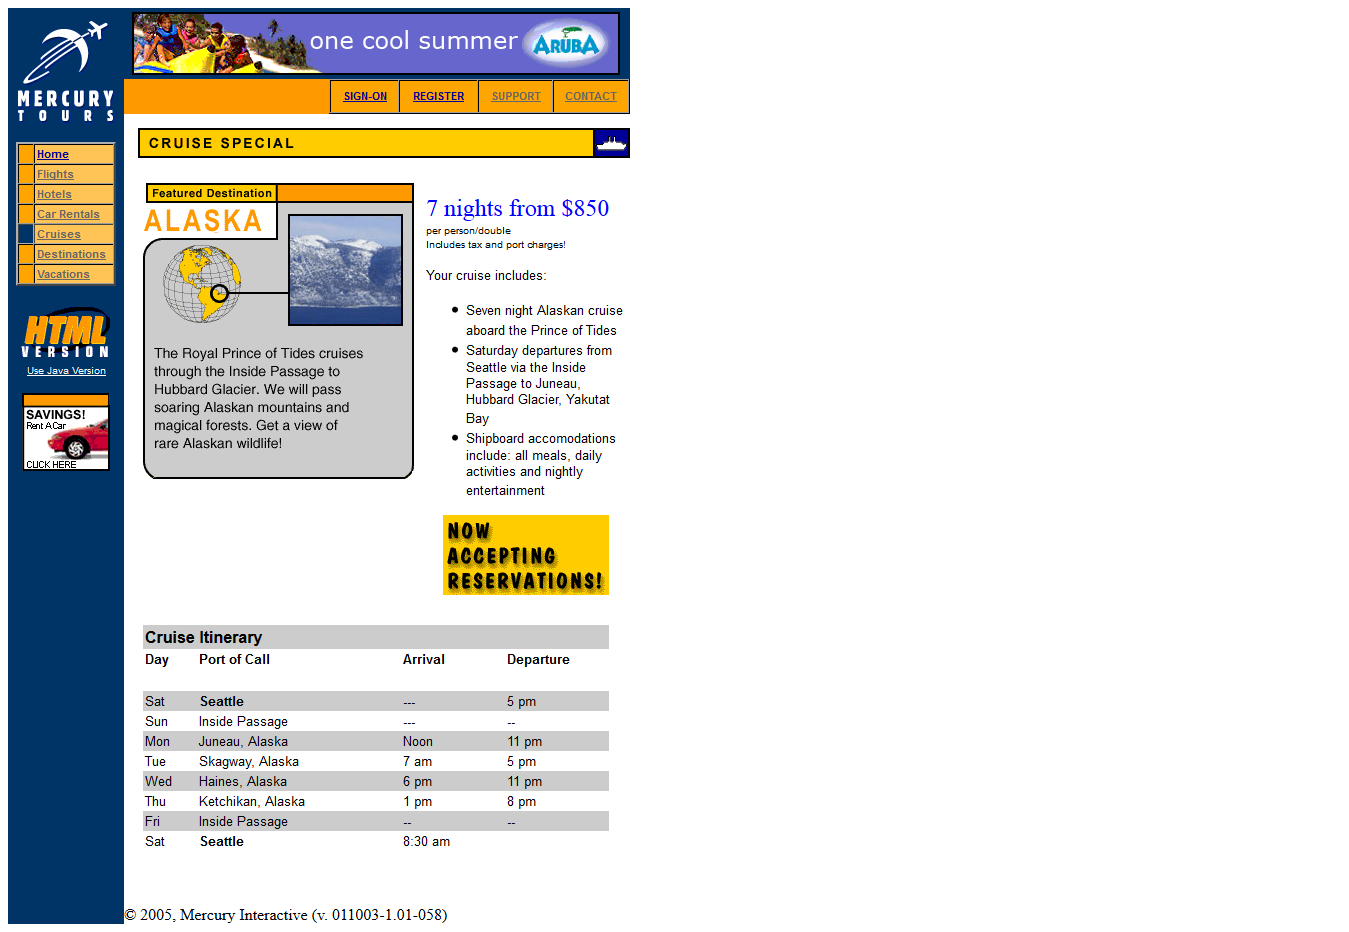 MERCURY
TOURS
one cool summer
ARUBA
SIGN-ON
REGISTER
SUPPORT
CONTACT
Home
Flights
Hotels
Car Rentals
Cruises
Destinations
Vacations
HTML
VERSION
Use Java Version
SAVINGS!
Rent A Car
CLICK HERE
CRUISE SPECIAL
Featured Destination
ALASKA
The Royal Prince of Tides cruises
through the Inside Passage to
Hubbard Glacier. We will pass
soaring Alaskan mountains and
magical forests. Get a view of
rare Alaskan wildlife!
7 nights from $850
per person/double
Includes tax and port charges!
Your cruise includes:
Seven night Alaskan cruise
aboard the Prince of Tides
Saturday departures from
Seattle via the Inside
Passage to Juneau,
Hubbard Glacier, Yakutat
Bay
Shipboard accomodations
include: all meals, daily
activities and nightly
entertainment
NOW
ACCEPTING
RESERVATIONS!
Cruise Itinerary
Day Port of Call Arrival Departure
Sat Seattle --- 5 pm
Sun Inside Passage --- --
Mon Juneau, Alaska Noon 11 pm
Tue Skagway, Alaska 7 am 5 pm
Wed Haines, Alaska 6 pm 11 pm
Thu Ketchikan, Alaska 1 pm 8 pm
Fri Inside Passage -- --
Sat Seattle 8:30 am
© 2005, Mercury Interactive (v. 011003-1.01-058)